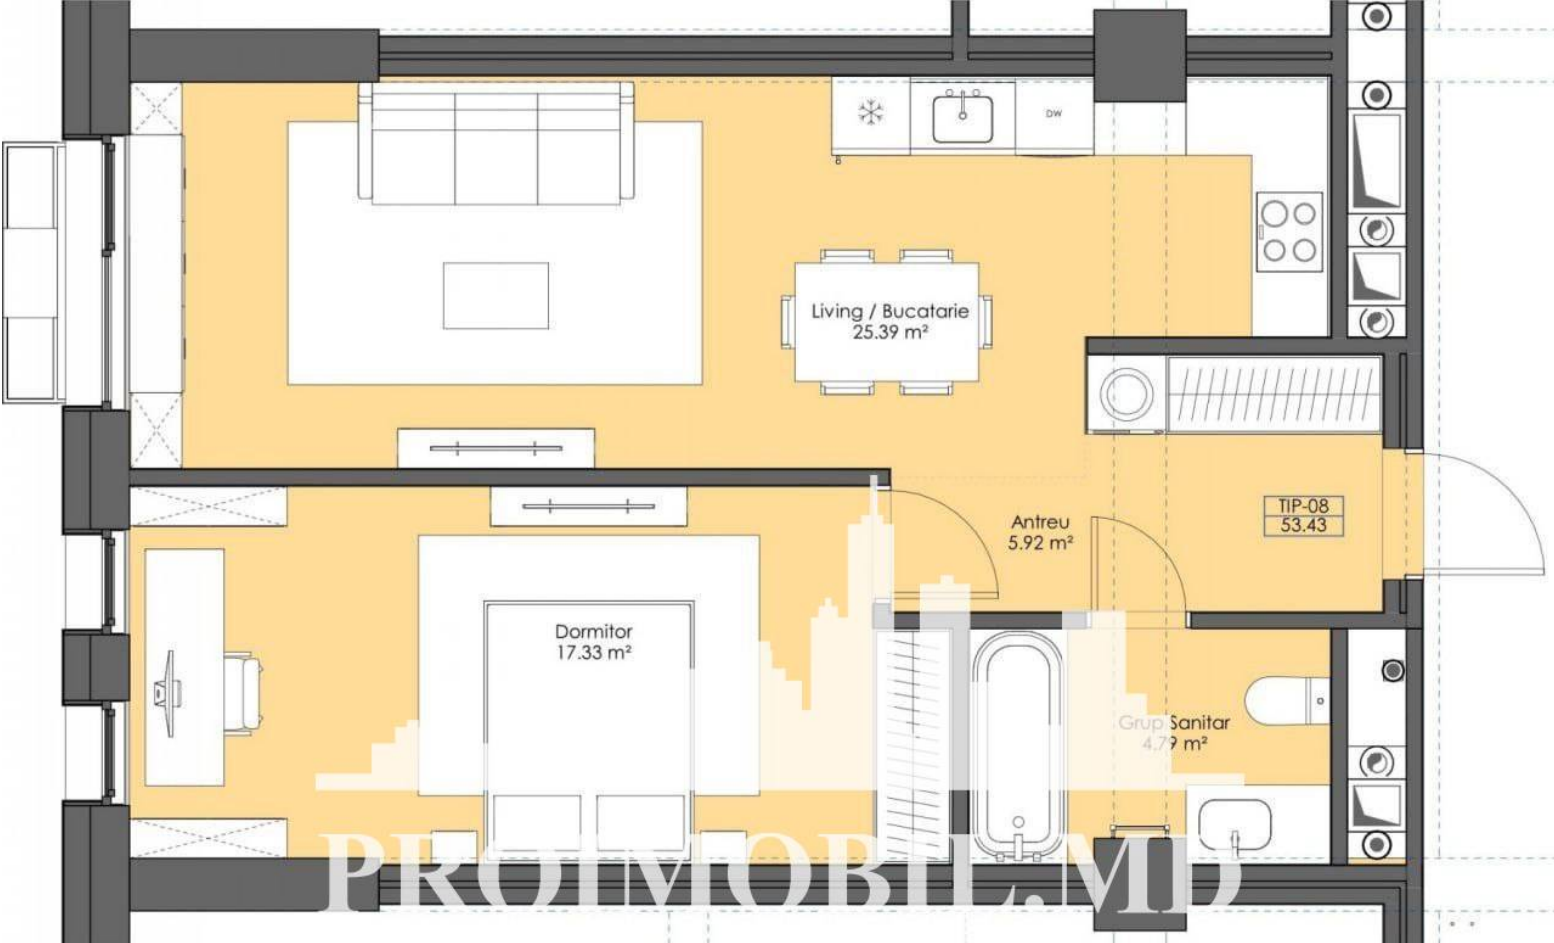 DW
Living / Bucatarie
25.39 m²
TIP-08
53.43
Antreu
5.92 m²
Dormitor
17.33 m²
Grup Sanitar
4.79 m²
PROIMOBIL.MD